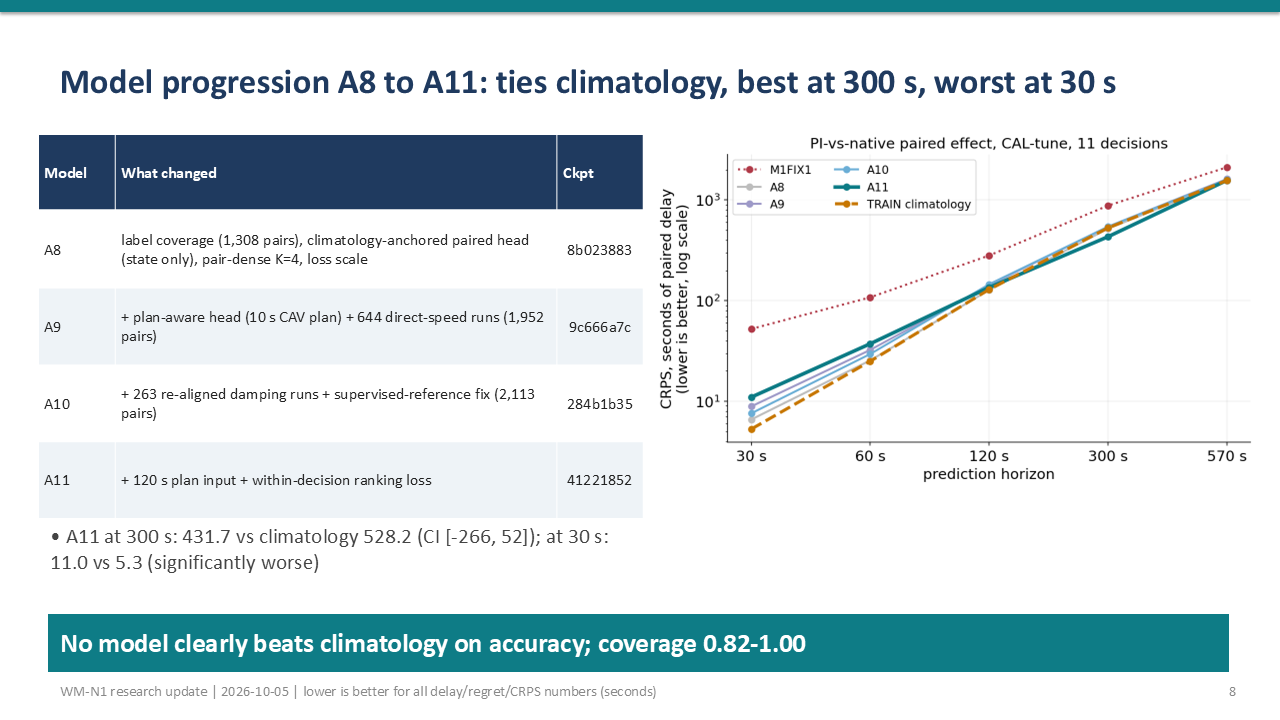 Model progression A8 to A11: ties climatology, best at 300 s, worst at 30 s
Model What changed Ckpt
A8 label coverage (1,308 pairs), climatology-anchored paired head
(state only), pair-dense K=4, loss scale 8b023883
A9 + plan-aware head (10 s CAV plan) + 644 direct-speed runs (1,952
pairs) 9c666a7c
A10 + 263 re-aligned damping runs + supervised-reference fix (2,113
pairs) 284b1b35
A11 + 120 s plan input + within-decision ranking loss 41221852
• A11 at 300 s: 431.7 vs climatology 528.2 (CI [-266, 52]); at 30 s:
11.0 vs 5.3 (significantly worse)
PI-vs-native paired effect, CAL-tune, 11 decisions
M1FIX1 A10
A8 A11
A9 TRAIN climatology
CRPS, seconds of paired delay
(lower is better, log scale)
10³
10²
10¹
30 s 60 s 120 s 300 s 570 s
prediction horizon
No model clearly beats climatology on accuracy; coverage 0.82-1.00
WM-N1 research update | 2026-10-05 | lower is better for all delay/regret/CRPS numbers (seconds) 8